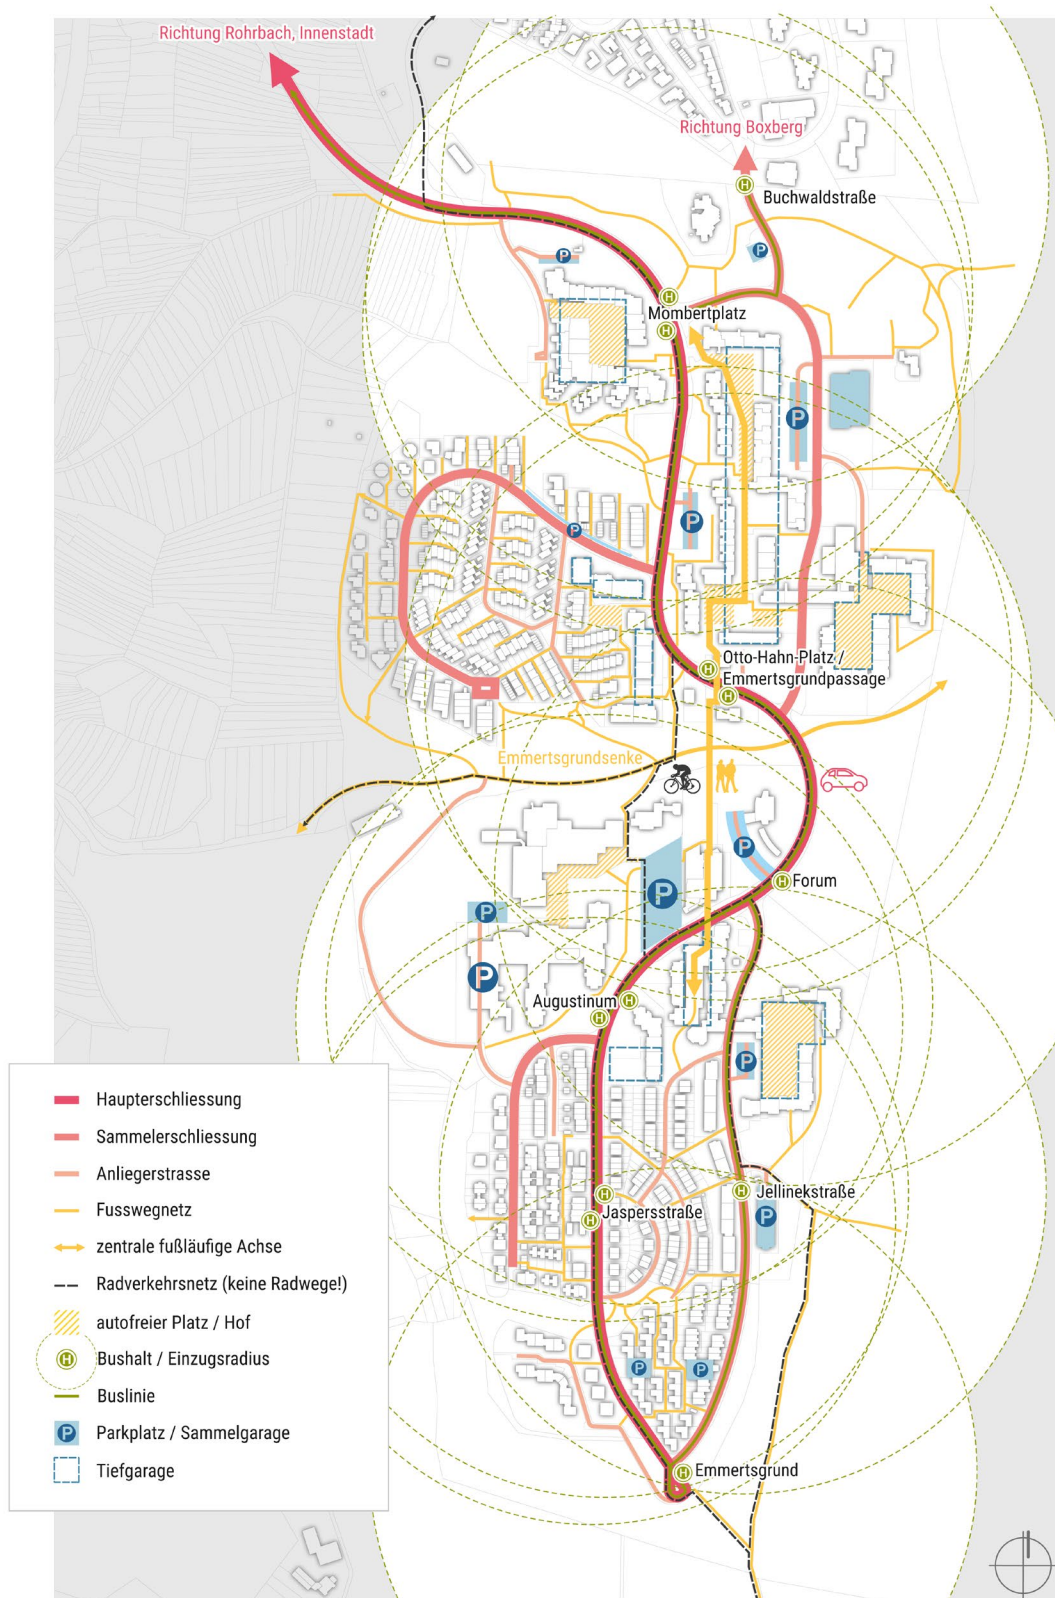 Richtung Rohrbach, Innenstadt
Richtung Boxberg
H
Buchwaldstraße
P
P
H
Mombertplatz
H
P
P
P
H
Otto-Hahn-Platz /
Emmertsgrundpassage
H
Emmertsgrundsenke
P
P
H
Forum
P
P
Augustinum
H
H
P
H
Jellinekstraße
H
Jaspersstraße
H
P
P
P
H
Emmertsgrund
Haupterschliessung
Sammelerschliessung
Anliegerstrasse
Fusswegnetz
zentrale fußläufige Achse
Radverkehrsnetz (keine Radwege!)
autofreier Platz / Hof
H
Bushalt / Einzugsradius
Buslinie
P
Parkplatz / Sammelgarage
Tiefgarage